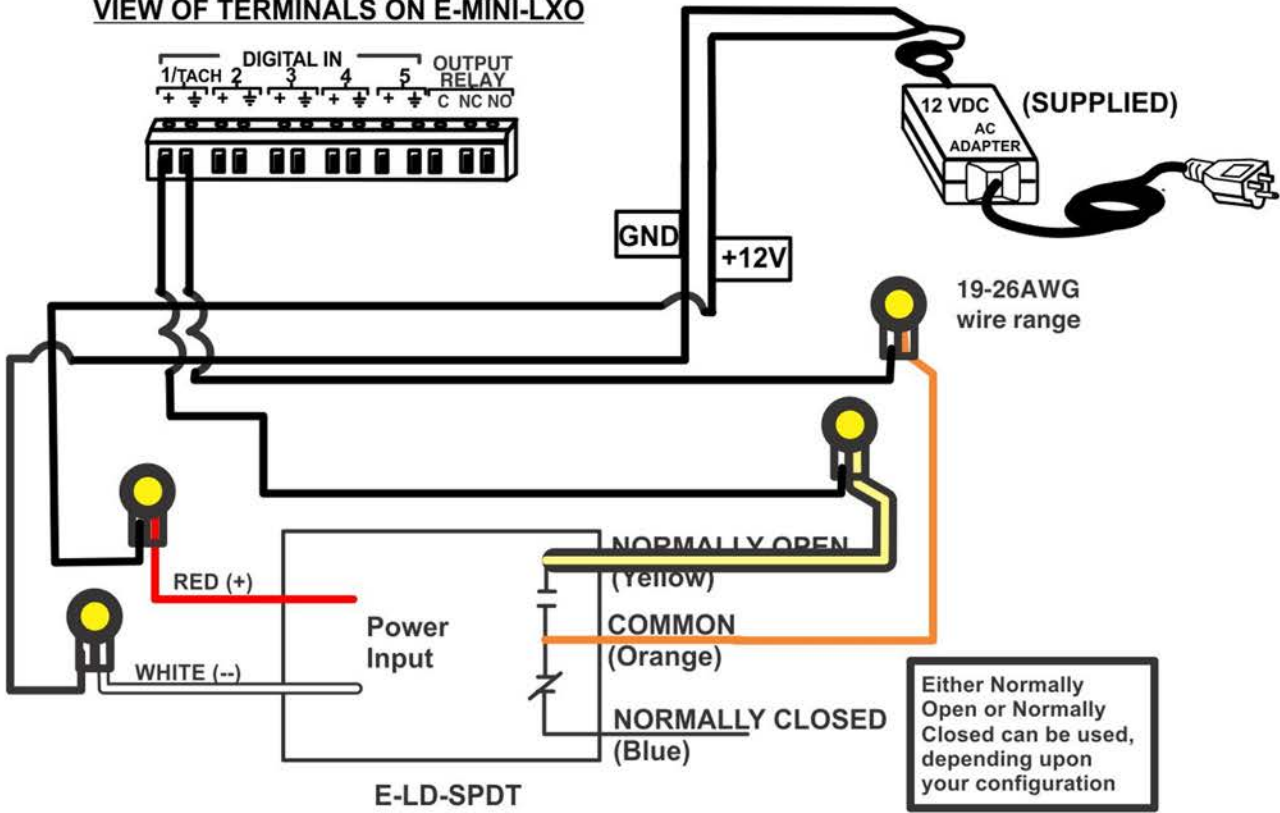 VIEW OF TERMINALS ON E-MINI-LXO
DIGITAL IN
OUTPUT
RELAY
1/TACH 2 3 4 5
+ ⏚ + ⏚ + ⏚ + ⏚ + ⏚ C NC NO
12 VDC
AC
ADAPTER
(SUPPLIED)
GND
+12V
19-26AWG
wire range
RED (+)
WHITE (--)
Power
Input
NORMALLY OPEN
(Yellow)
COMMON
(Orange)
NORMALLY CLOSED
(Blue)
E-LD-SPDT
Either Normally
Open or Normally
Closed can be used,
depending upon
your configuration